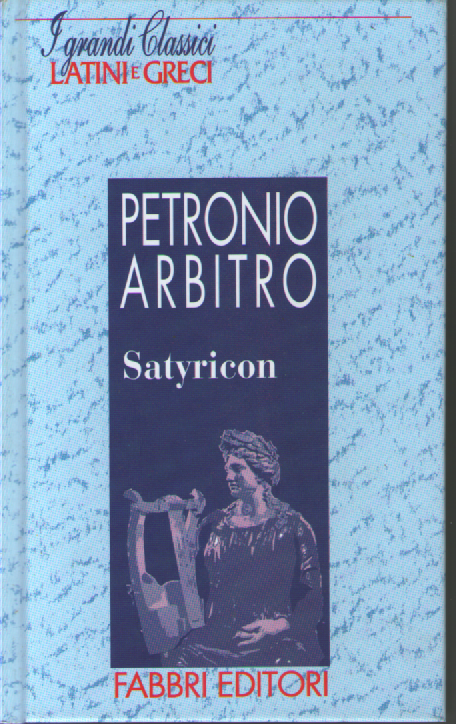 I grandi Classici
LATINI E GRECI
PETRONIO
ARBITRO
Satyricon
FABBRI EDITORI